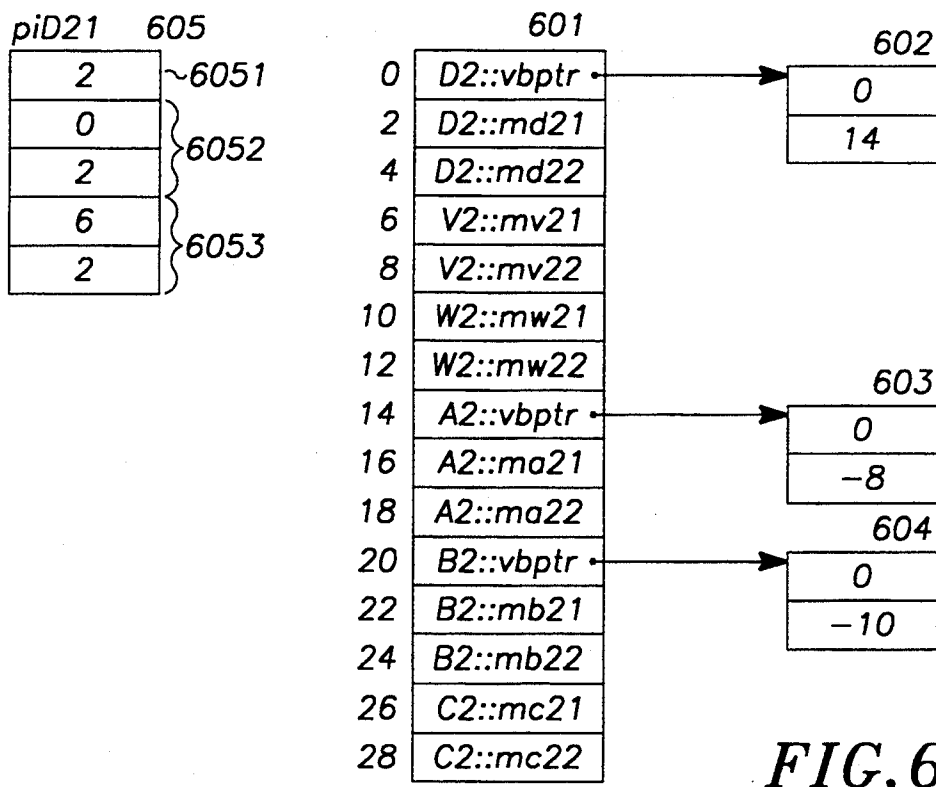 piD21 605
2 ~6051
0
2
6052
6
2
6053
601
0 D2::vbptr
2 D2::md21
4 D2::md22
6 V2::mv21
8 V2::mv22
10 W2::mw21
12 W2::mw22
14 A2::vbptr
16 A2::ma21
18 A2::ma22
20 B2::vbptr
22 B2::mb21
24 B2::mb22
26 C2::mc21
28 C2::mc22
602
0
14
603
0
-8
604
0
-10
FIG.6